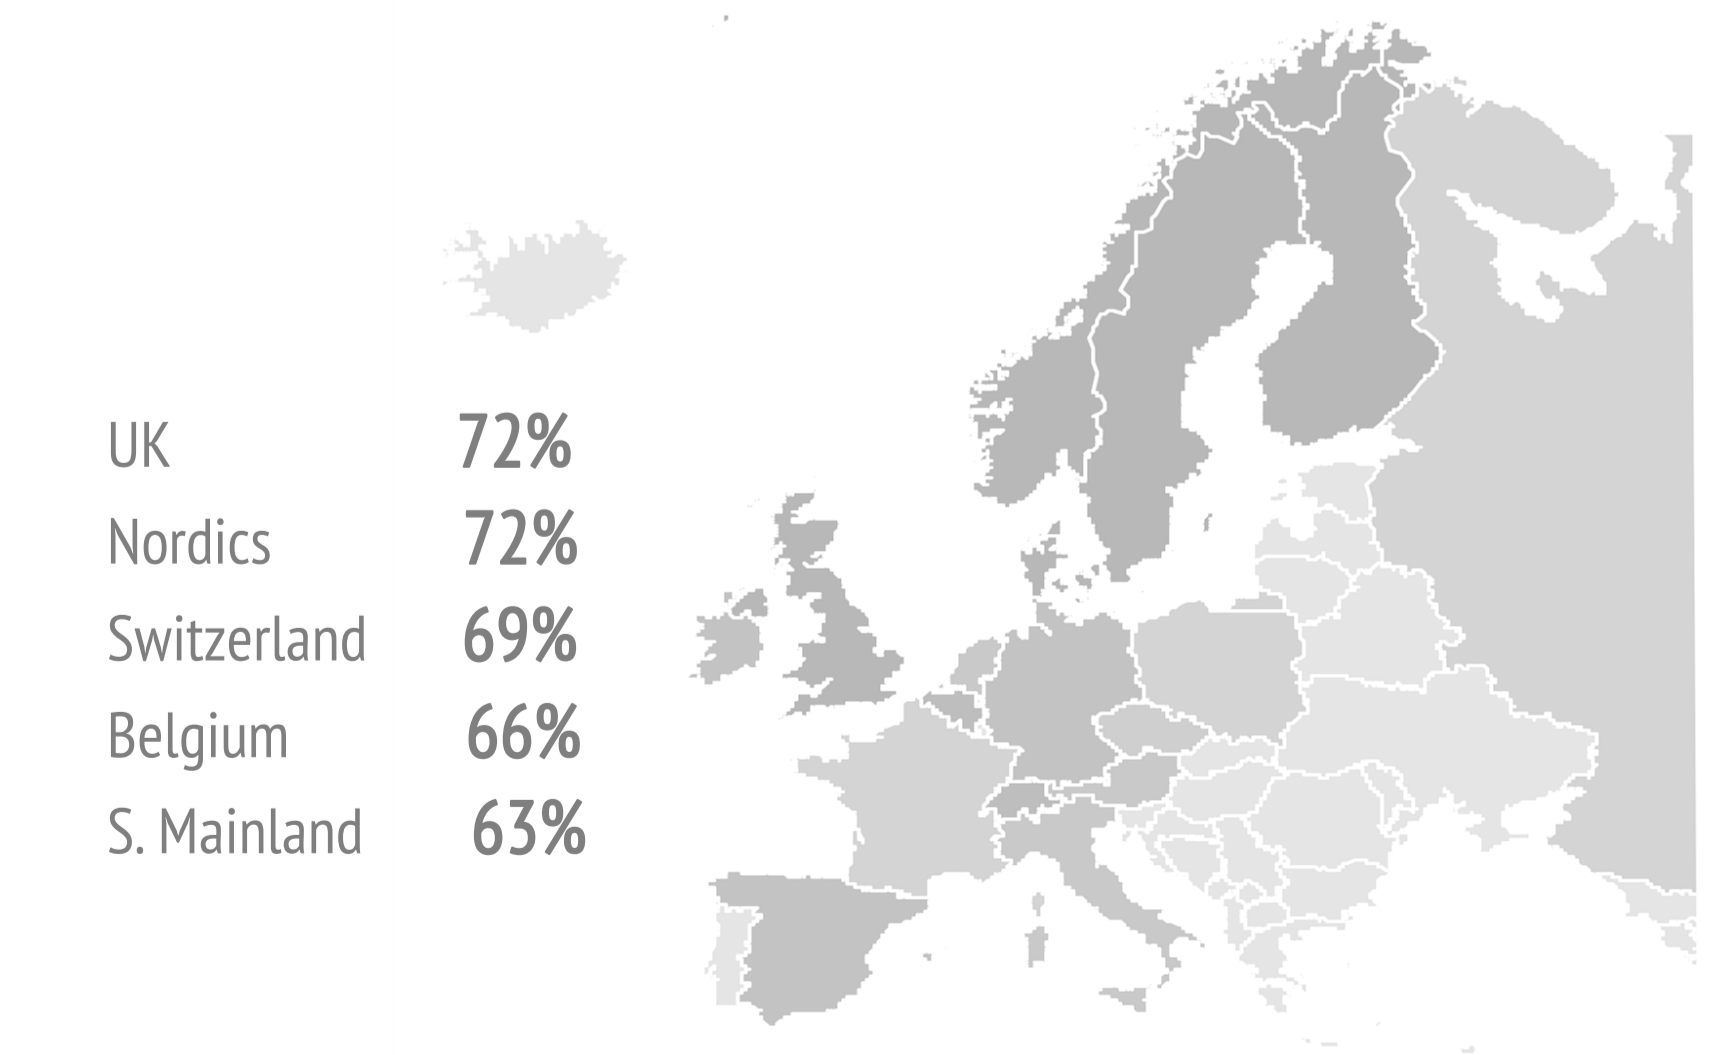 UK 72%
Nordics 72%
Switzerland 69%
Belgium 66%
S. Mainland 63%